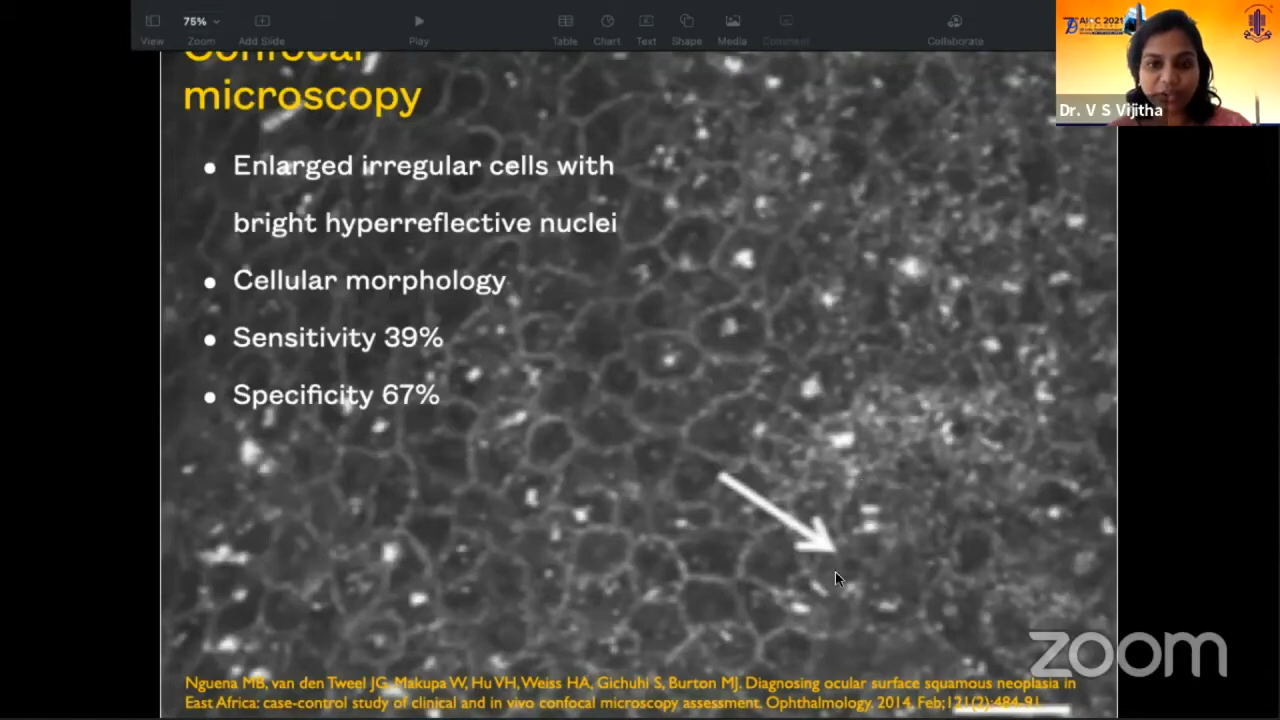 75%
View
Zoom
Add Slide
Play
Table
Chart
Text
Shape
Media
Comment
Collaborate
AIOC 2021
Dr. V S Vijitha
Confocal
microscopy
• Enlarged irregular cells with
bright hyperreflective nuclei
• Cellular morphology
• Sensitivity 39%
• Specificity 67%
zoom
Nguena MB, van den Tweel JG, Makupa W, Hu VH, Weiss HA, Gichuhi S, Burton MJ. Diagnosing ocular surface squamous neoplasia in
East Africa: case-control study of clinical and in vivo confocal microscopy assessment. Ophthalmology. 2014. Feb;121(2):484-91.